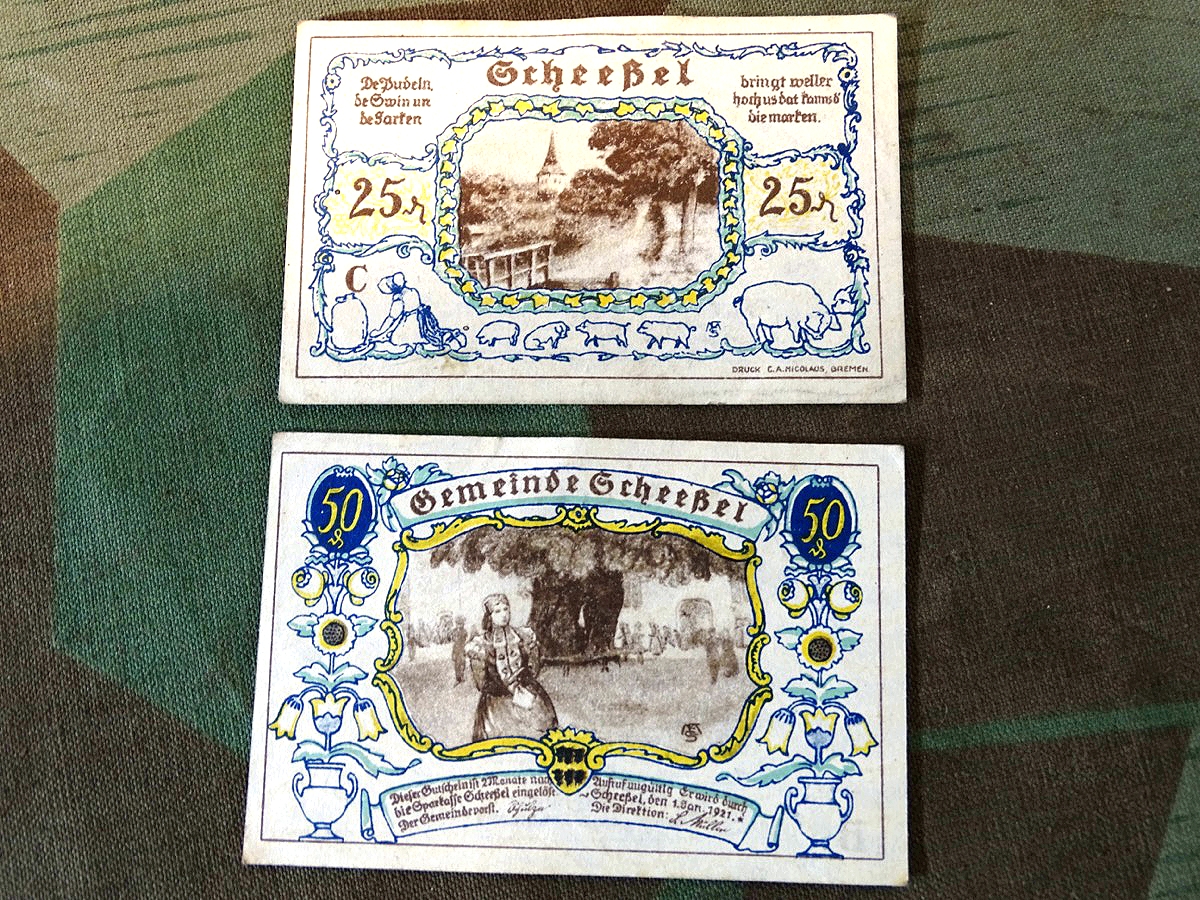 Scheeßel
De Pudeln,
de Swin un
de Farken
bringt weller
hoch us dat kannst
die marken.
25
25
C
DRUCK C.A. NICOLAUS, BREMEN.
Gemeinde Scheeßel
50
50
Dieser Gutschein ist 2 Monate nach
die Sparkasse Scheeßel eingelöst
Der Gemeindevorst.
Aufruf ungültig Er wird durch
Scheeßel, den 1. Jan. 1921.
Die Direktion: